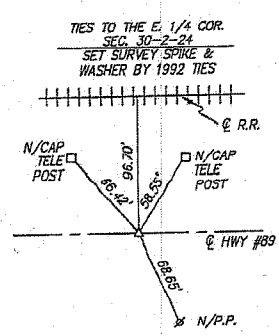 TIES TO THE E. 1/4 COR.
SEC. 30-2-24
SET SURVEY SPIKE &
WASHER BY 1992 TIES
℄ R.R.
N/CAP
TELE
POST
N/CAP
TELE
POST
96.70'
66.42'
58.55'
℄ HWY #89
68.65'
N/P.P.